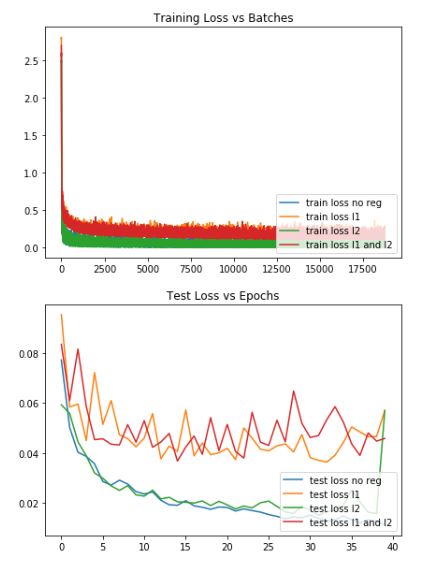 Training Loss vs Batches
2.5
2.0
1.5
1.0
0.5
0.0
train loss no reg
train loss l1
train loss l2
train loss l1 and l2
0 2500 5000 7500 10000 12500 15000 17500
Test Loss vs Epochs
0.08
0.06
0.04
0.02
test loss no reg
test loss l1
test loss l2
test loss l1 and l2
0 5 10 15 20 25 30 35 40